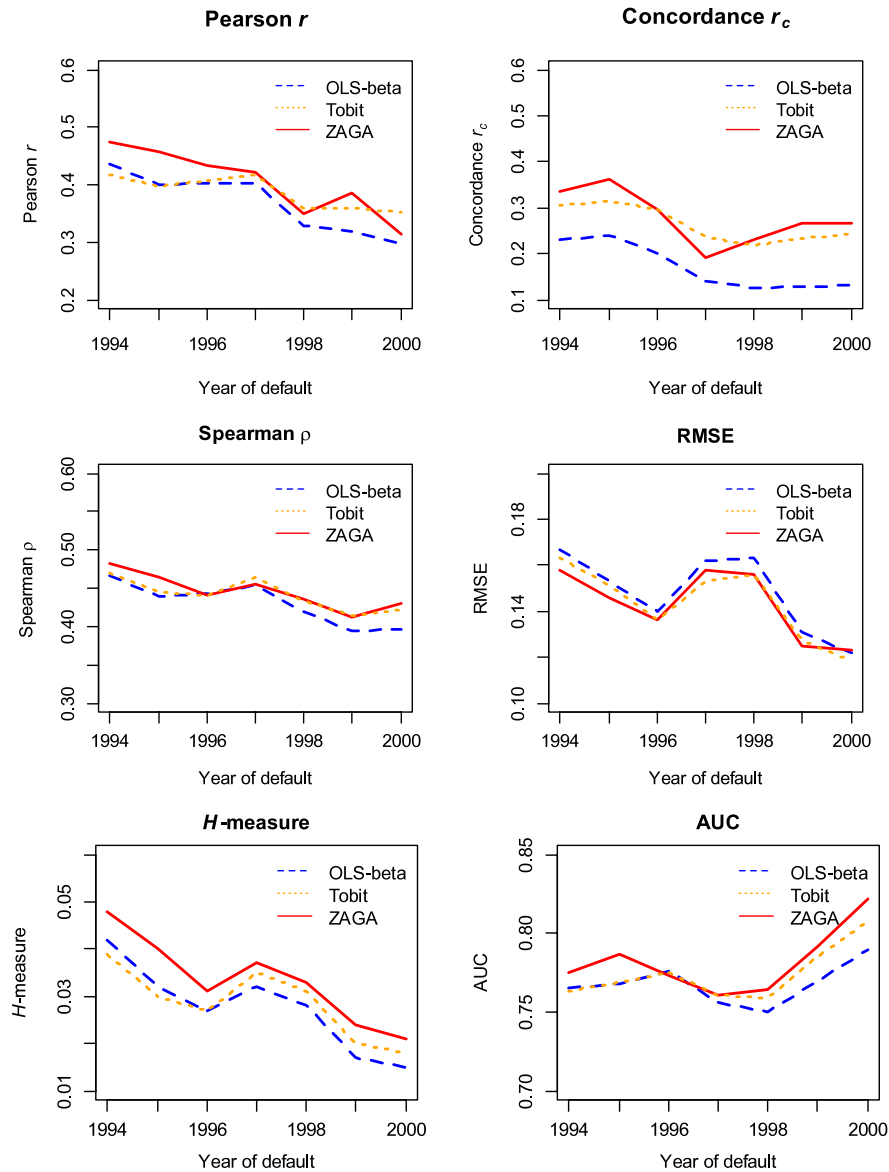 Pearson r
Concordance r c
0.6
0.5
0.4
0.3
0.2
Pearson r
OLS-beta
Tobit
ZAGA
1994 1996 1998 2000
Year of default
0.6
0.5
0.4
0.3
0.2
0.1
Concordance r c
OLS-beta
Tobit
ZAGA
1994 1996 1998 2000
Year of default
Spearman ρ
RMSE
0.60
0.50
0.40
0.30
Spearman ρ
OLS-beta
Tobit
ZAGA
1994 1996 1998 2000
Year of default
0.18
0.14
0.10
RMSE
OLS-beta
Tobit
ZAGA
1994 1996 1998 2000
Year of default
H-measure
AUC
0.05
0.03
0.01
H-measure
OLS-beta
Tobit
ZAGA
1994 1996 1998 2000
Year of default
0.85
0.80
0.75
0.70
AUC
OLS-beta
Tobit
ZAGA
1994 1996 1998 2000
Year of default